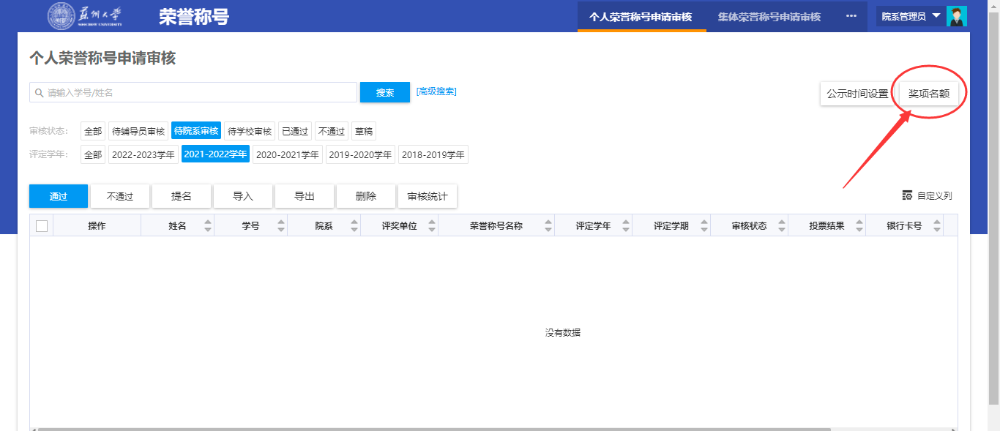 苏州大学
SOOCHOW UNIVERSITY
荣誉称号
个人荣誉称号申请审核
集体荣誉称号申请审核
···
院系管理员
个人荣誉称号申请审核
请输入学号/姓名
搜索
[高级搜索]
公示时间设置
奖项名额
审核状态： 全部 待辅导员审核 待院系审核 待学校审核 已通过 不通过 草稿
评定学年： 全部 2022-2023学年 2021-2022学年 2020-2021学年 2019-2020学年 2018-2019学年
通过 不通过 提名 导入 导出 删除 审核统计
自定义列
操作 姓名 学号 院系 评奖单位 荣誉称号名称 评定学年 评定学期 审核状态 投票结果 银行卡号
没有数据